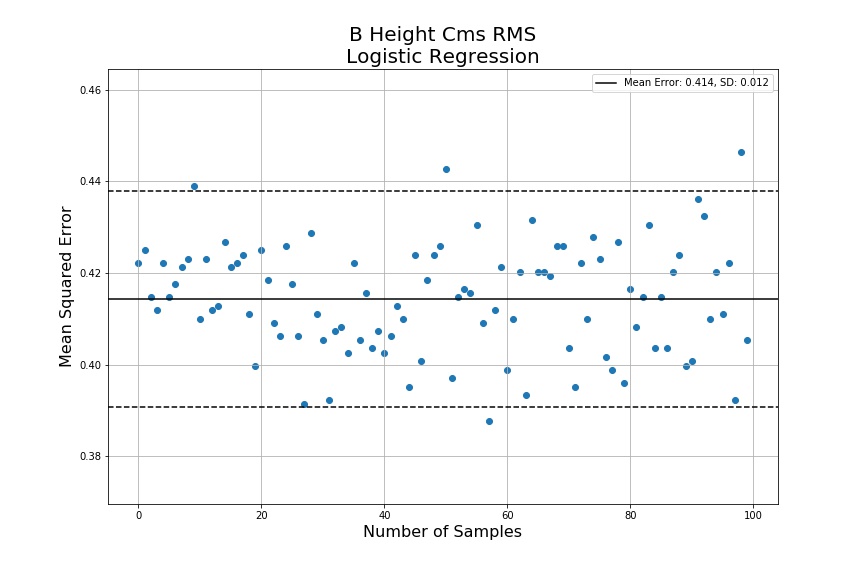 B Height Cms RMS
Logistic Regression
Mean Error: 0.414, SD: 0.012
Mean Squared Error
0.46
0.44
0.42
0.40
0.38
0 20 40 60 80 100
Number of Samples